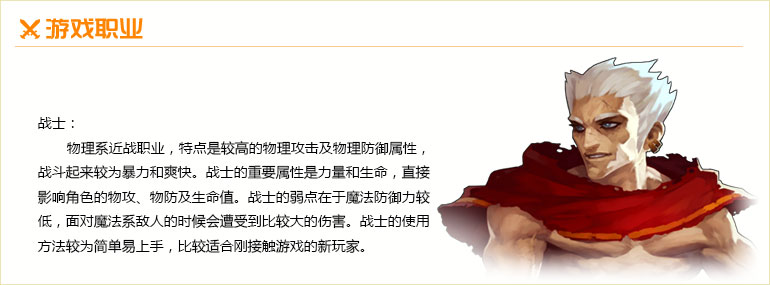 游戏职业
战士：
物理系近战职业，特点是较高的物理攻击及物理防御属性，
战斗起来较为暴力和爽快。战士的重要属性是力量和生命，直接
影响角色的物攻、物防及生命值。战士的弱点在于魔法防御力较
低，面对魔法系敌人的时候会遭受到比较大的伤害。战士的使用
方法较为简单易上手，比较适合刚接触游戏的新玩家。